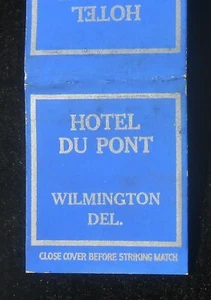 HOTEL
HOTEL
DU PONT
WILMINGTON
DEL.
CLOSE COVER BEFORE STRIKING MATCH